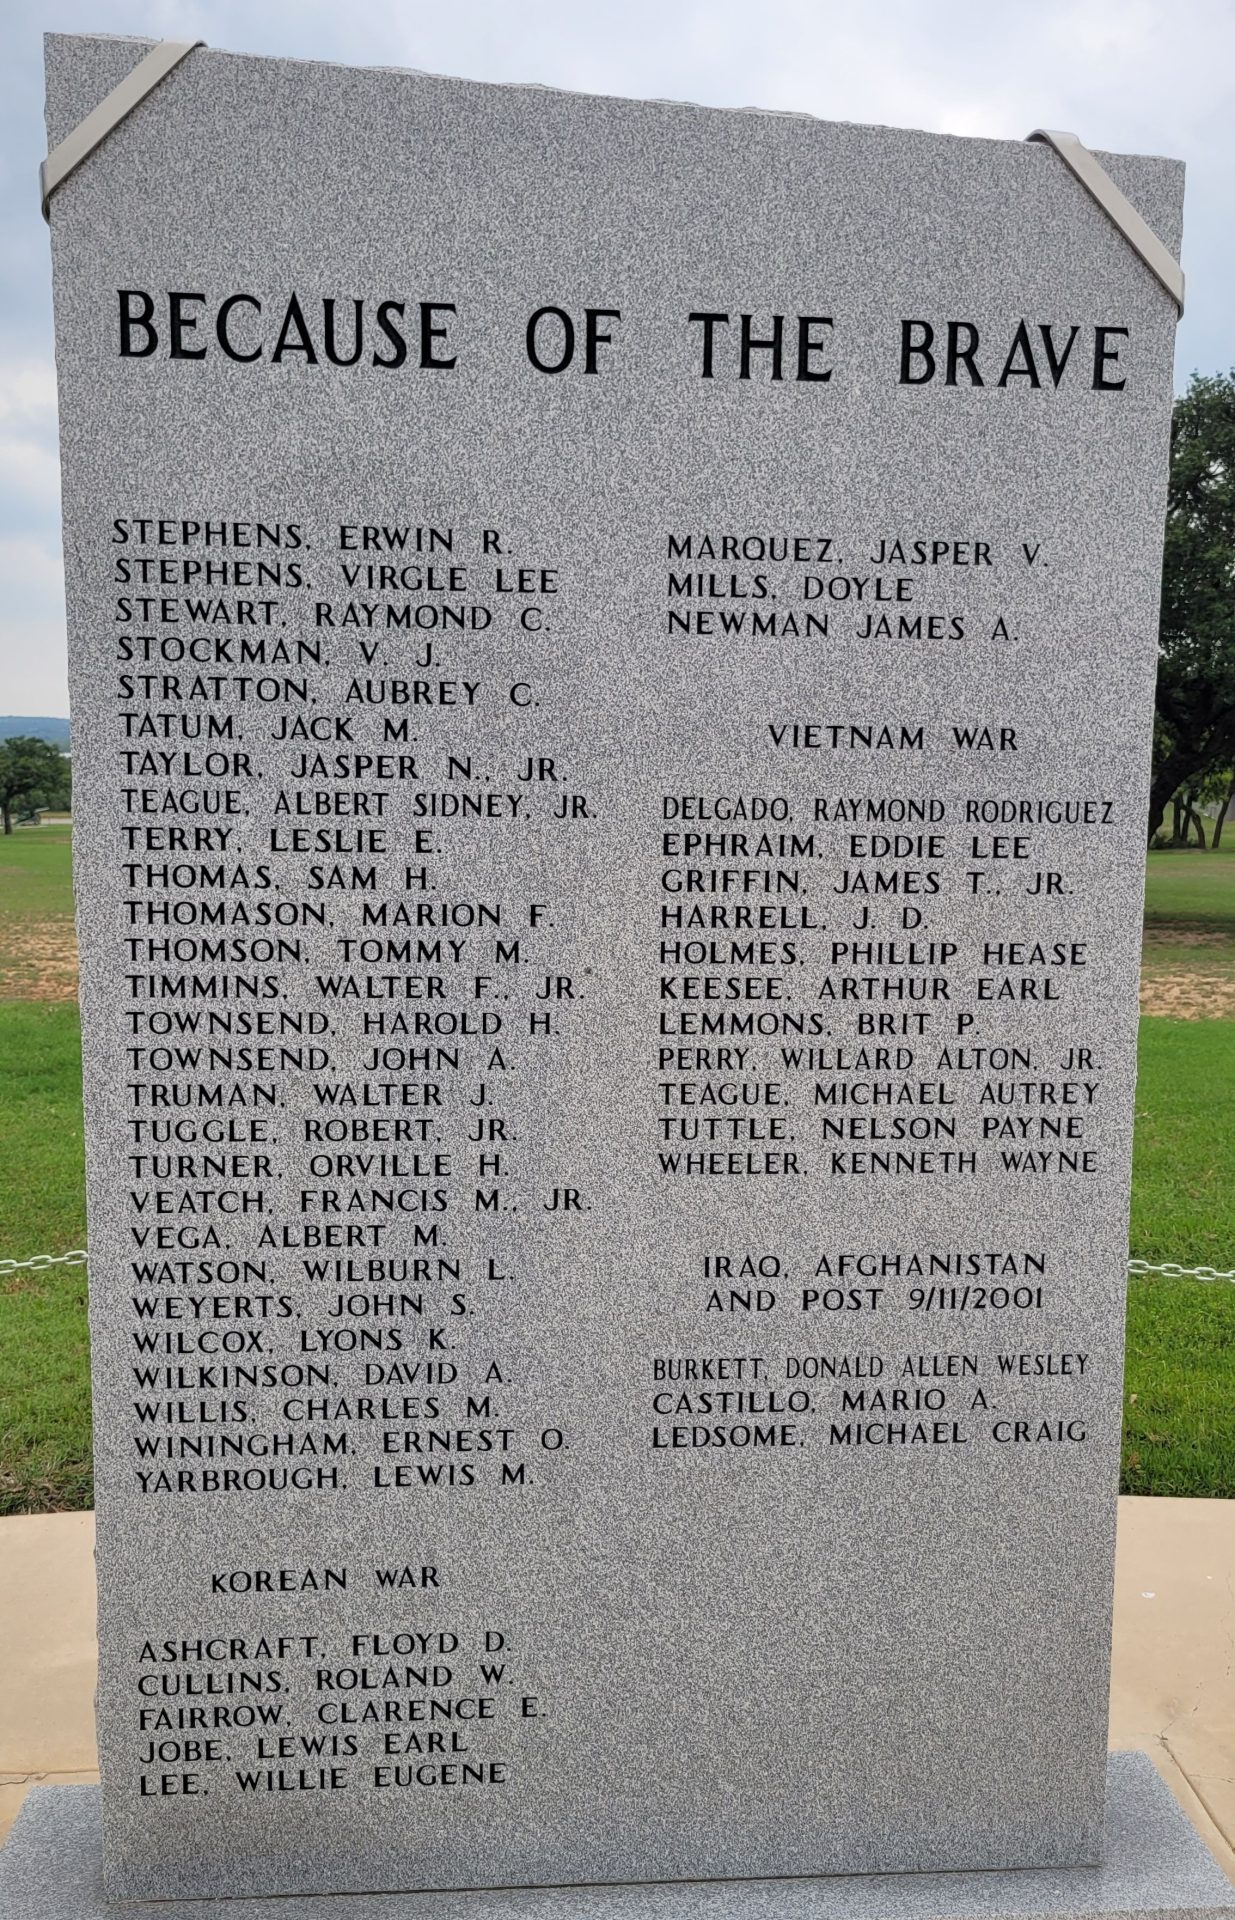 BECAUSE OF THE BRAVE
STEPHENS, ERWIN R.
STEPHENS, VIRGLE LEE
STEWART, RAYMOND C.
STOCKMAN, V. J.
STRATTON, AUBREY C.
TATUM, JACK M.
TAYLOR, JASPER N., JR.
TEAGUE, ALBERT SIDNEY, JR.
TERRY, LESLIE E.
THOMAS, SAM H.
THOMASON, MARION F.
THOMSON, TOMMY M.
TIMMINS, WALTER F., JR.
TOWNSEND, HAROLD H.
TOWNSEND, JOHN A.
TRUMAN, WALTER J.
TUGGLE, ROBERT, JR.
TURNER, ORVILLE H.
VEATCH, FRANCIS M., JR.
VEGA, ALBERT M.
WATSON, WILBURN L.
WEYERTS, JOHN S.
WILCOX, LYONS K.
WILKINSON, DAVID A.
WILLIS, CHARLES M.
WININGHAM, ERNEST O.
YARBROUGH, LEWIS M.
KOREAN WAR
ASHCRAFT, FLOYD D.
CULLINS, ROLAND W.
FAIRROW, CLARENCE E.
JOBE, LEWIS EARL
LEE, WILLIE EUGENE
MARQUEZ, JASPER V.
MILLS, DOYLE
NEWMAN JAMES A.
VIETNAM WAR
DELGADO, RAYMOND RODRIGUEZ
EPHRAIM, EDDIE LEE
GRIFFIN, JAMES T., JR.
HARRELL, J. D.
HOLMES, PHILLIP HEASE
KEESEE, ARTHUR EARL
LEMMONS, BRIT P.
PERRY, WILLARD ALTON, JR.
TEAGUE, MICHAEL AUTREY
TUTTLE, NELSON PAYNE
WHEELER, KENNETH WAYNE
IRAQ, AFGHANISTAN
AND POST 9/11/2001
BURKETT, DONALD ALLEN WESLEY
CASTILLO, MARIO A.
LEDSOME, MICHAEL CRAIG